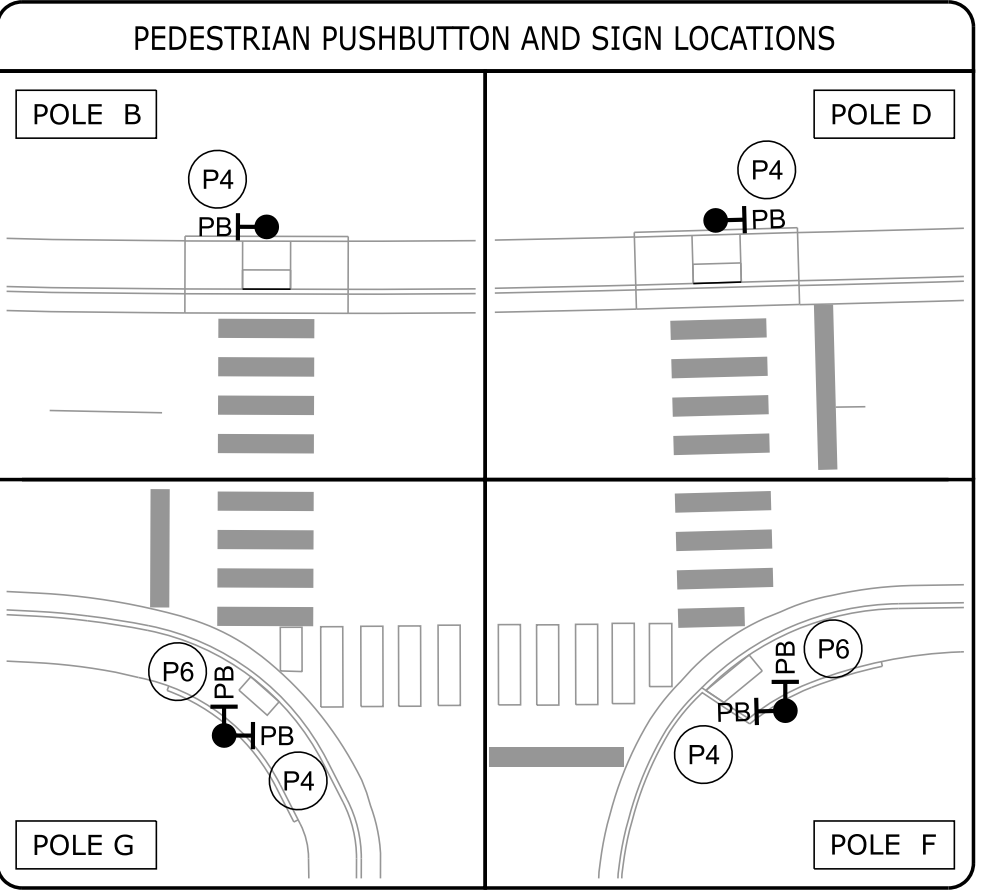 PEDESTRIAN PUSHBUTTON AND SIGN LOCATIONS
POLE B
P4
PB
POLE D
P4
PB
P6
PB
PB
P4
POLE G
P6
PB
PB
P4
POLE F